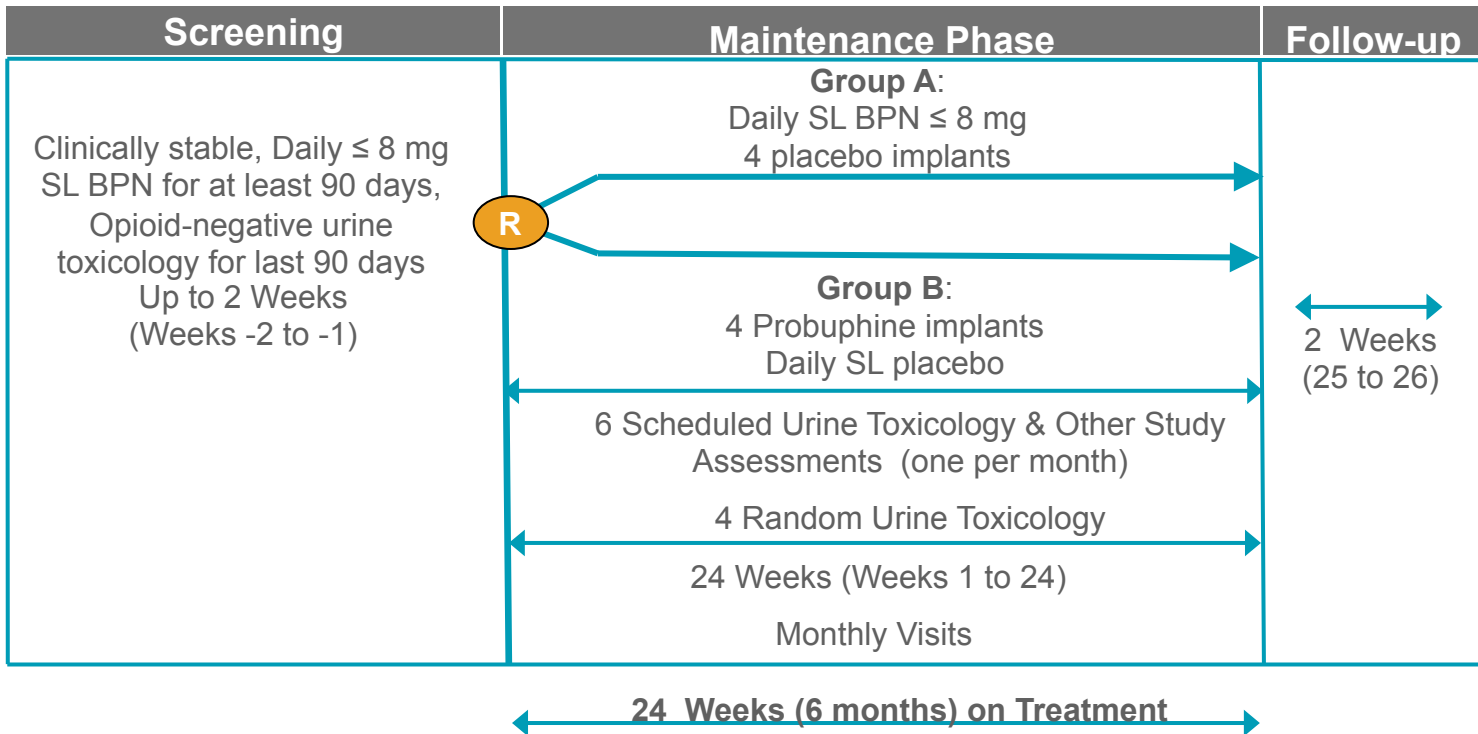 Screening
Maintenance Phase
Follow-up
Clinically stable, Daily ≤ 8 mg
SL BPN for at least 90 days,
Opioid-negative urine
toxicology for last 90 days
Up to 2 Weeks
(Weeks -2 to -1)
R
Group A:
Daily SL BPN ≤ 8 mg
4 placebo implants
Group B:
4 Probuphine implants
Daily SL placebo
6 Scheduled Urine Toxicology & Other Study
Assessments (one per month)
4 Random Urine Toxicology
24 Weeks (Weeks 1 to 24)
Monthly Visits
2 Weeks
(25 to 26)
24 Weeks (6 months) on Treatment